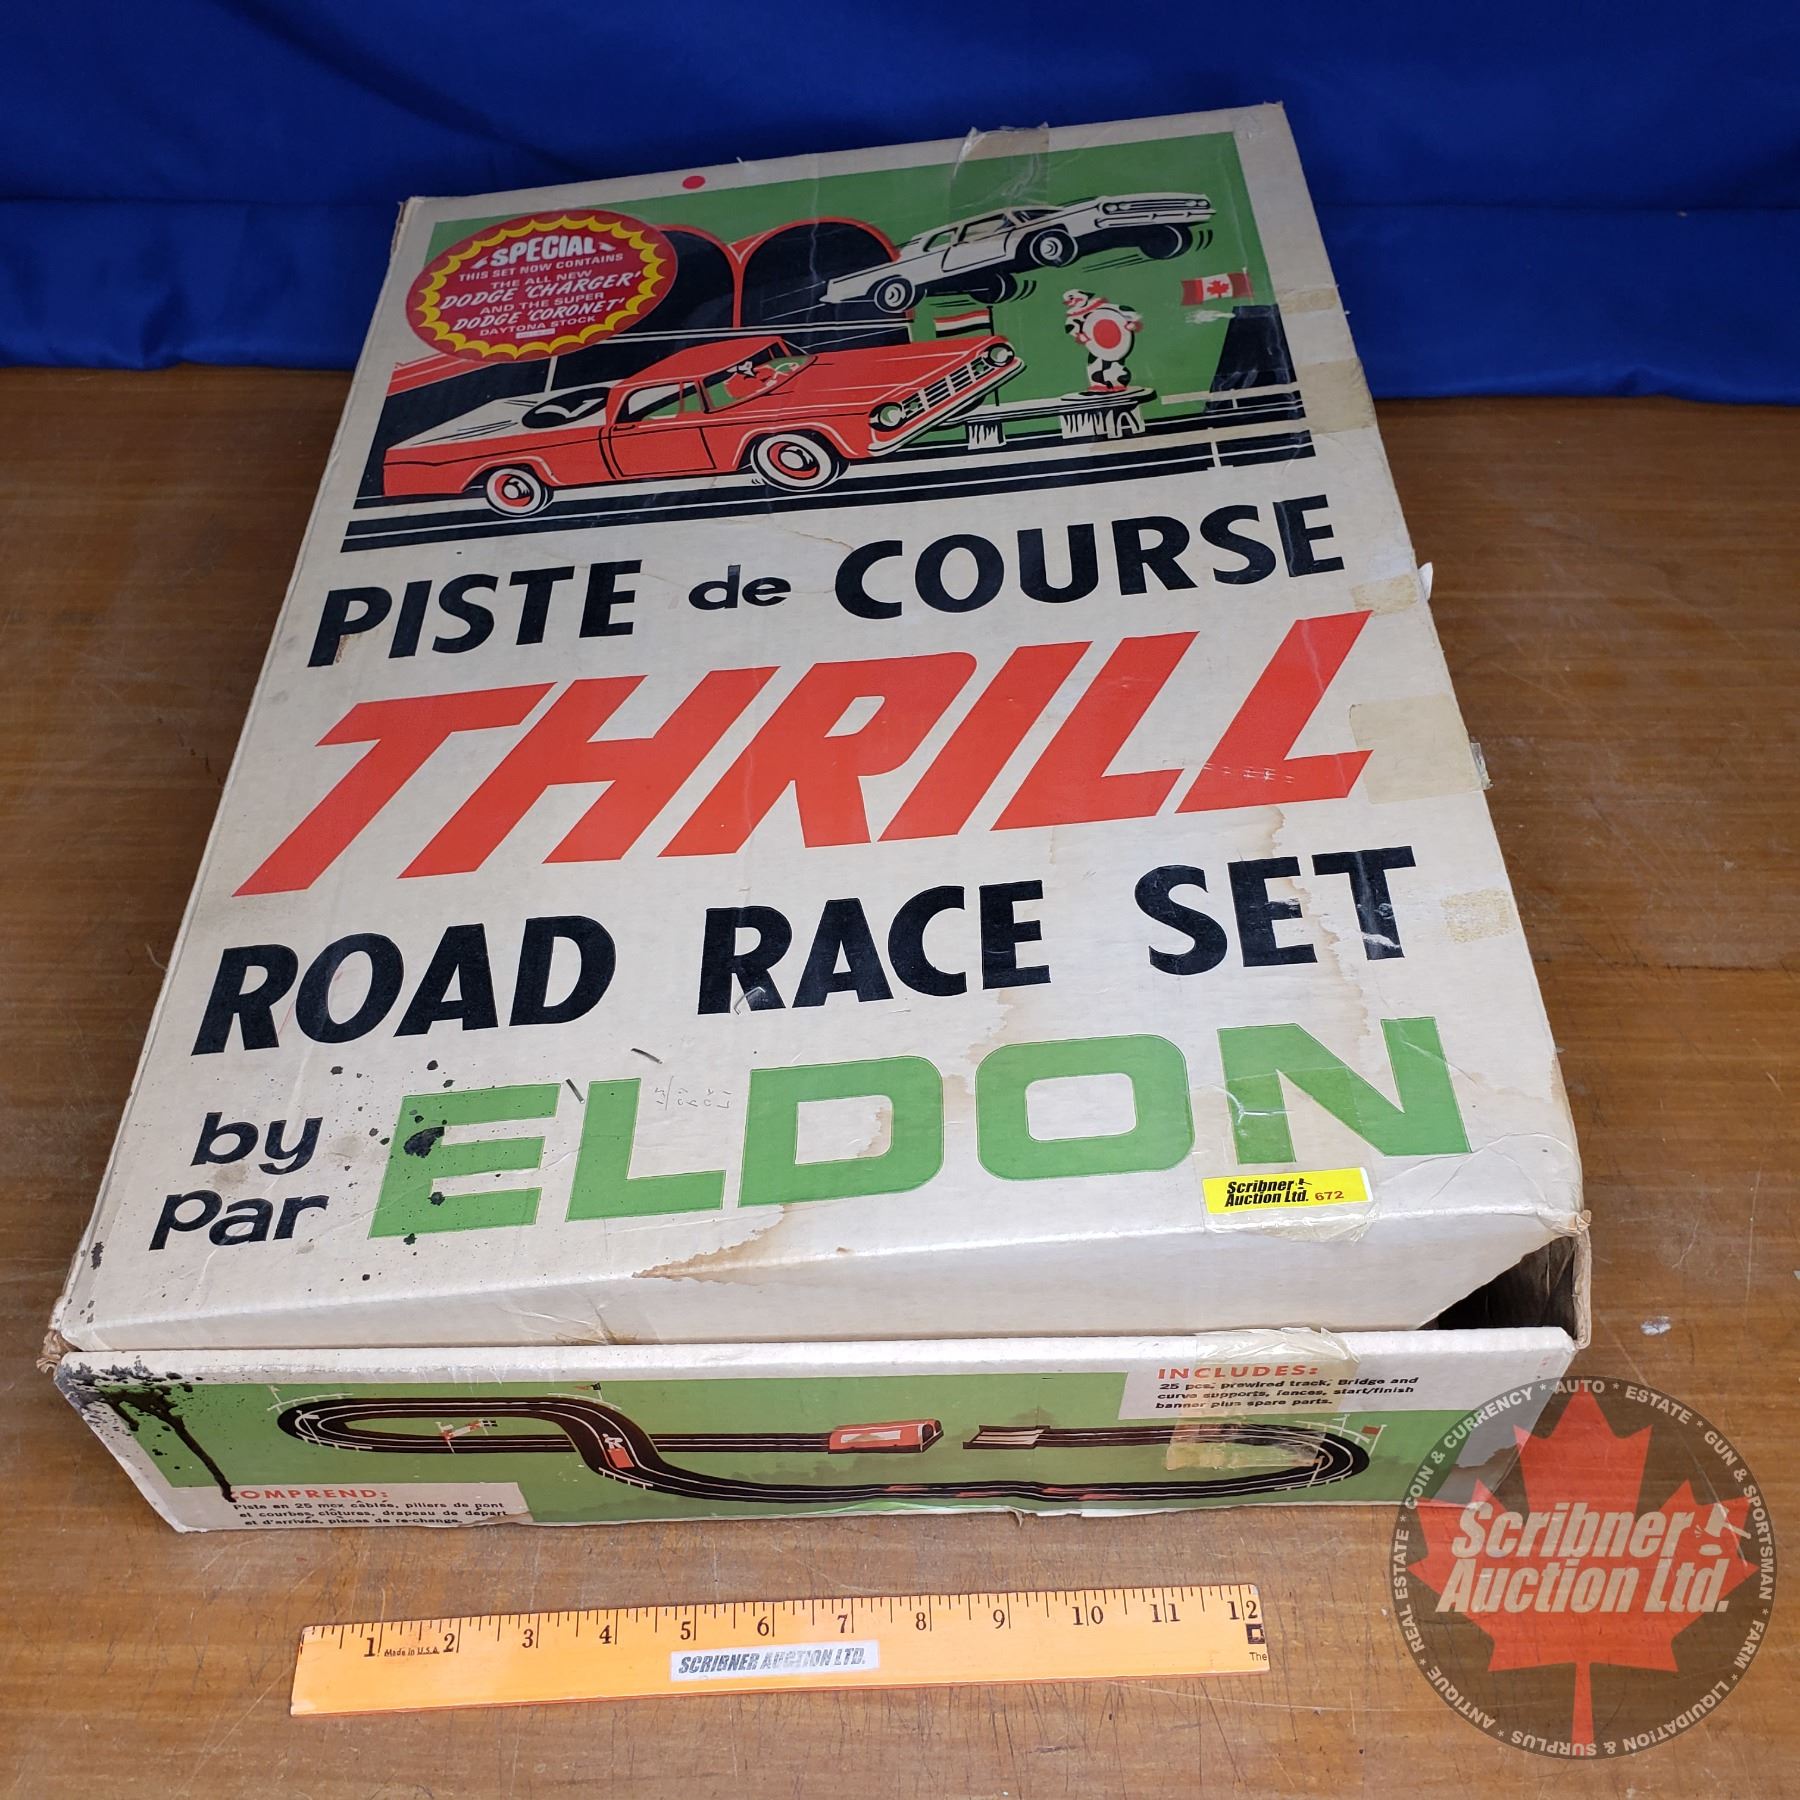 SPECIAL
THIS SET NOW CONTAINS
THE ALL NEW
DODGE 'CHARGER'
AND THE SUPER
DODGE 'CORONET'
DAYTONA STOCK
PISTE de COURSE
THRILL
ROAD RACE SET
by
par
ELDON
Scribner
Auction Ltd. 672
INCLUDES:
25 pcs. prewired track, Bridge and
curve supports, fences, start/finish
banner plus spare parts.
COMPREND:
Piste en 25 mcx câblés, piliers de pont
et courbes, clotures, drapeau de départ
et d'arrivée, pieces de re-change.
1 2 3 4 5 6 7 8 9 10 11 12
Made in U.S.A.
The
SCRIBNER AUCTION LTD.
Scribner
Auction Ltd.
REAL ESTATE * COIN & CURRENCY * AUTO * ESTATE * GUN & SPORTSMAN * FARM * LIQUIDATION & SURPLUS * ANTIQUE *